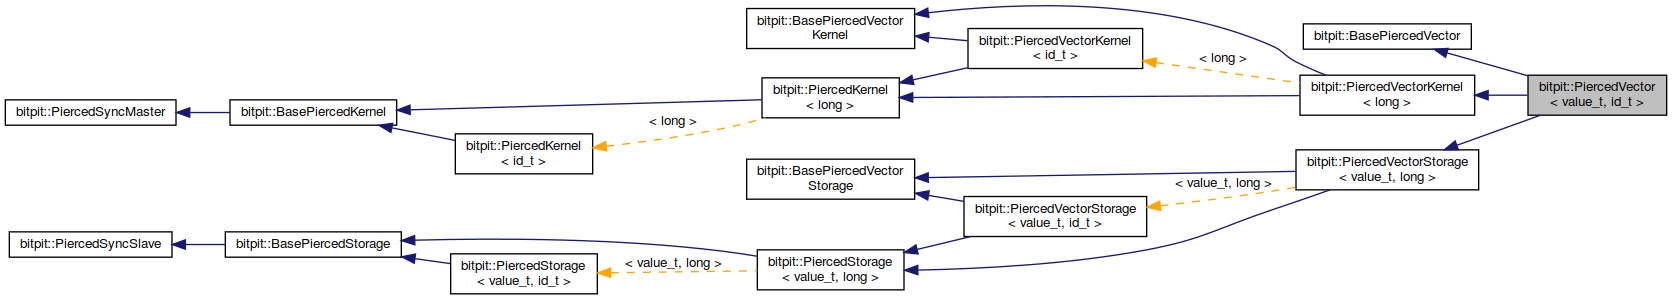 bitpit::BasePiercedVector
Kernel
bitpit::PiercedVectorKernel
< id_t >
< long >
bitpit::BasePiercedVector
bitpit::PiercedVectorKernel
< long >
bitpit::PiercedVector
< value_t, id_t >
bitpit::PiercedKernel
< long >
bitpit::PiercedSyncMaster
bitpit::BasePiercedKernel
< long >
bitpit::PiercedKernel
< id_t >
bitpit::BasePiercedVector
Storage
< value_t, long >
bitpit::PiercedVectorStorage
< value_t, long >
bitpit::PiercedVectorStorage
< value_t, id_t >
bitpit::PiercedSyncSlave
bitpit::BasePiercedStorage
bitpit::PiercedStorage
< value_t, id_t >
< value_t, long >
bitpit::PiercedStorage
< value_t, long >